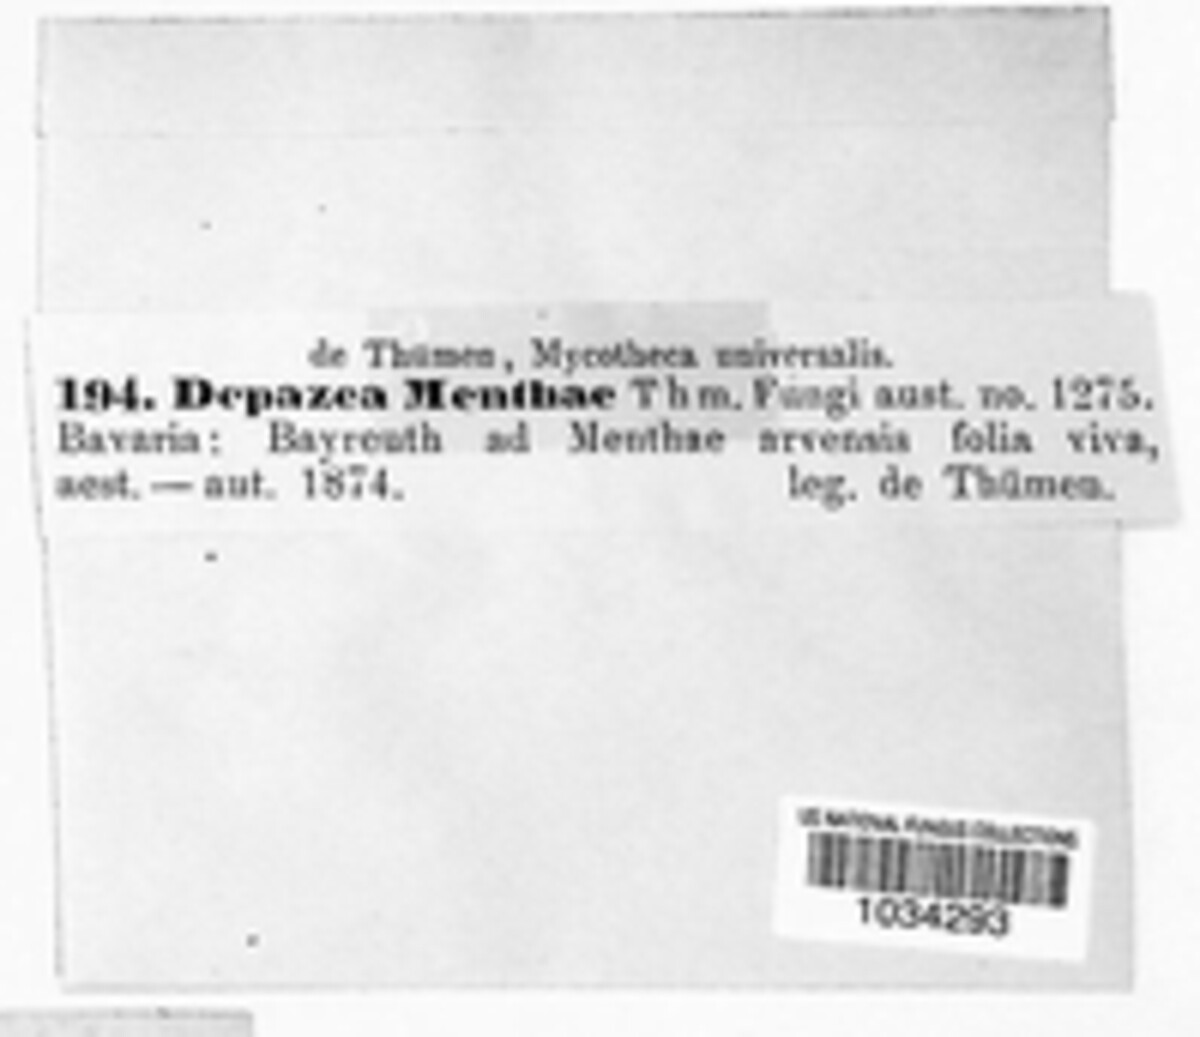 de Thümen, Mycotheca universalis.
194. Depazea Menthae Thm. Fungi aust. no. 1275.
Bavaria: Bayreuth ad Menthae arvensis folia viva,
aest. — aut. 1874. leg. de Thümen.
US NATIONAL FUNGUS COLLECTIONS
1034293